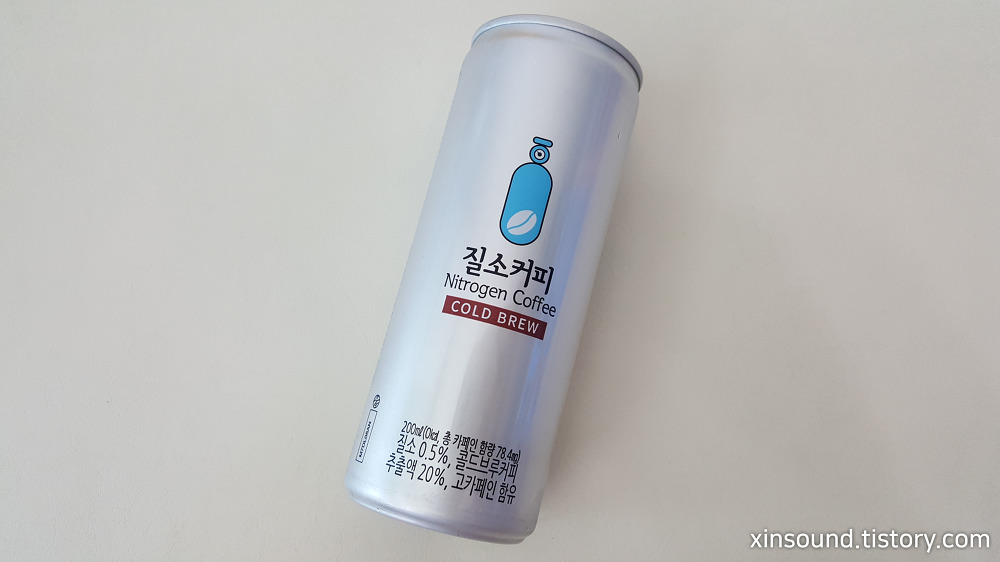 질소커피
Nitrogen Coffee
COLD BREW
200㎖(0㎉, 총 카페인 함량 78.4㎎)
질소 0.5%, 콜드브루커피
추출액 20%, 고카페인 함유
xinsound.tistory.com